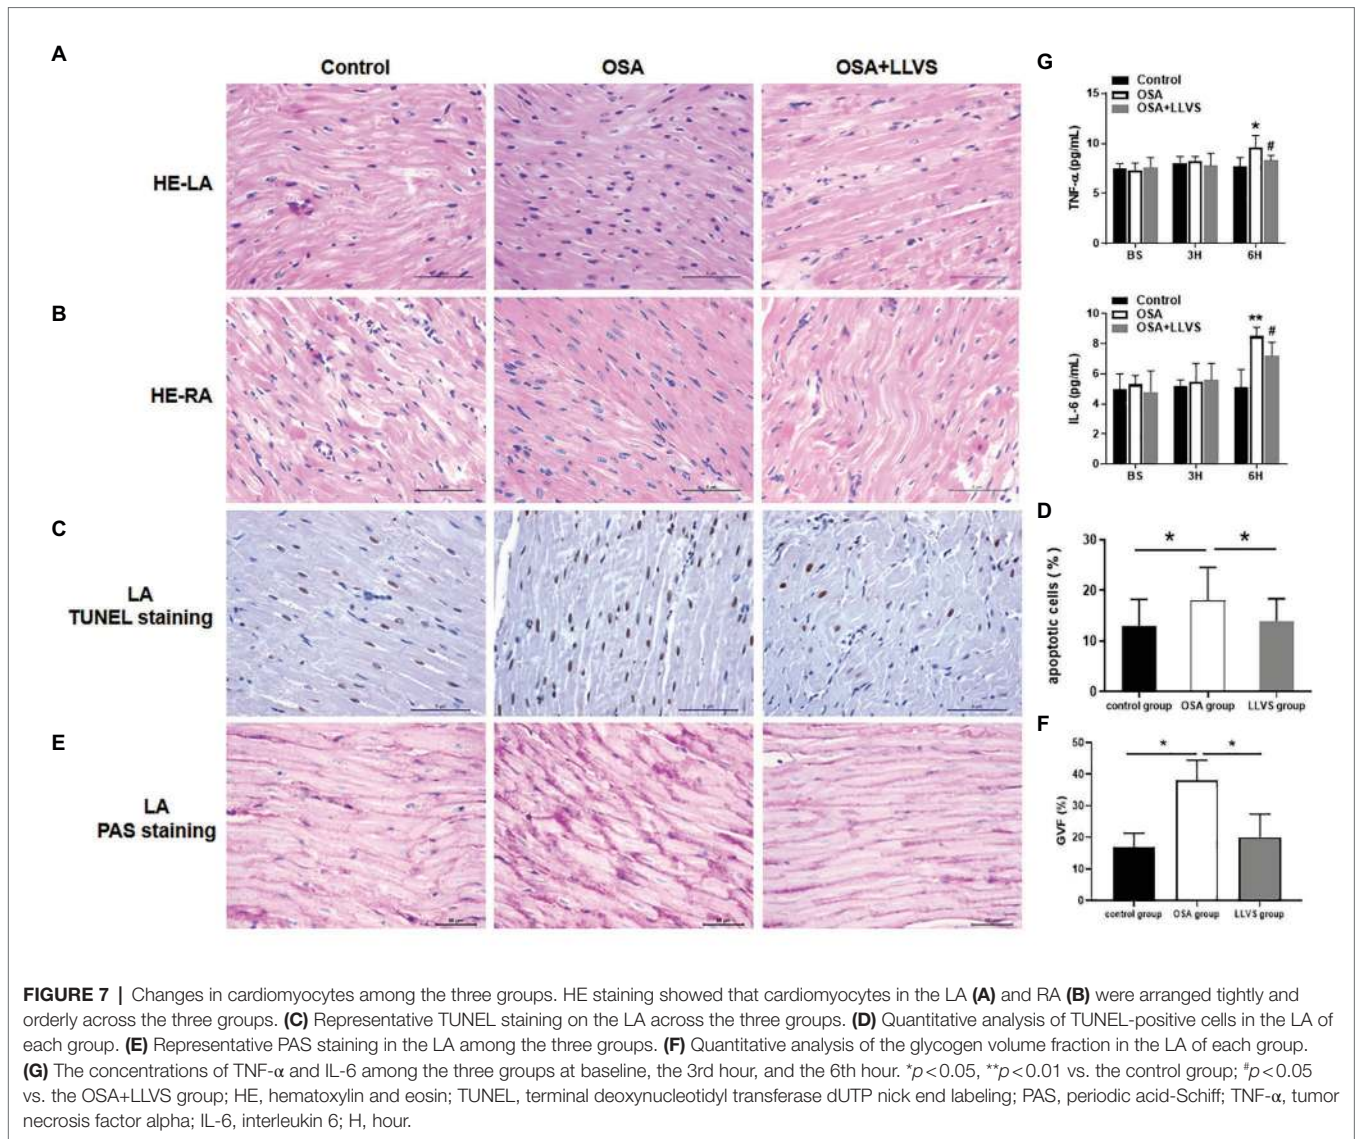 A
Control
OSA
OSA+LLVS
HE-LA
B
HE-RA
C
LA
TUNEL staining
E
LA
PAS staining
G
Control
OSA
OSA+LLVS
TNF-α (pg/mL)
15
10
5
0
*
#
BS 3H 6H
Control
OSA
OSA+LLVS
IL-6 (pg/mL)
10
8
6
4
2
0
**
#
BS 3H 6H
D
apoptotic cells ( % )
30
20
10
0
* *
control group OSA group LLVS group
F
GVF (%)
50
40
30
20
10
0
* *
control group OSA group LLVS group
FIGURE 7 | Changes in cardiomyocytes among the three groups. HE staining showed that cardiomyocytes in the LA (A) and RA (B) were arranged tightly and
orderly across the three groups. (C) Representative TUNEL staining on the LA across the three groups. (D) Quantitative analysis of TUNEL-positive cells in the LA of
each group. (E) Representative PAS staining in the LA among the three groups. (F) Quantitative analysis of the glycogen volume fraction in the LA of each group.
(G) The concentrations of TNF-α and IL-6 among the three groups at baseline, the 3rd hour, and the 6th hour. *p<0.05, **p<0.01 vs. the control group; #p<0.05
vs. the OSA+LLVS group; HE, hematoxylin and eosin; TUNEL, terminal deoxynucleotidyl transferase dUTP nick end labeling; PAS, periodic acid-Schiff; TNF-α, tumor
necrosis factor alpha; IL-6, interleukin 6; H, hour.